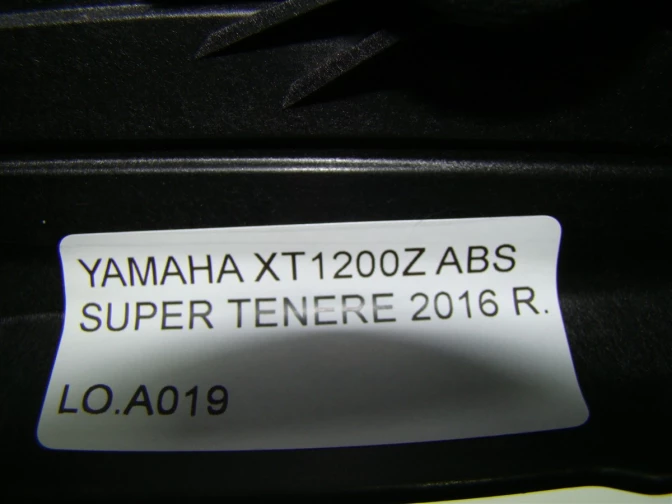 YAMAHA XT1200Z ABS
SUPER TENERE 2016 R.
LO.A019